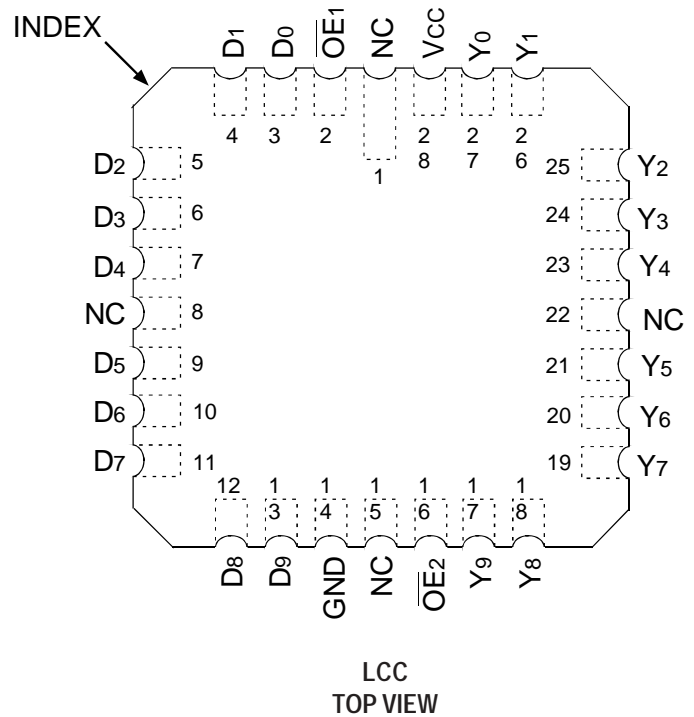 INDEX
D1 D0 O̅E̅1 NC VCC Y0 Y1
4 3 2 1 28 27 26
D2 5 25 Y2
D3 6 24 Y3
D4 7 23 Y4
NC 8 22 NC
D5 9 21 Y5
D6 10 20 Y6
D7 11 19 Y7
12 13 14 15 16 17 18
D8 D9 GND NC O̅E̅2 Y9 Y8
LCC
TOP VIEW